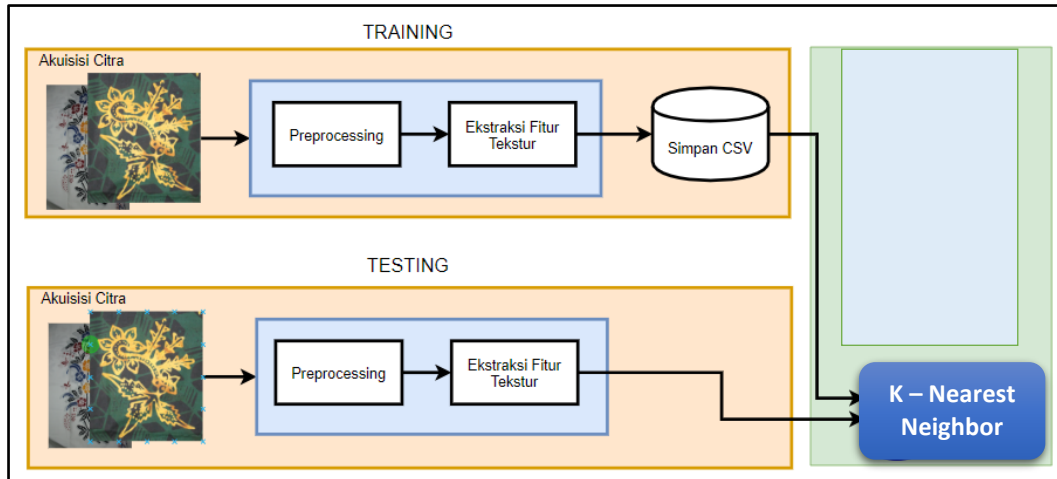 TRAINING
Akuisisi Citra
Preprocessing
Ekstraksi Fitur
Tekstur
Simpan CSV
TESTING
Akuisisi Citra
Preprocessing
Ekstraksi Fitur
Tekstur
K – Nearest
Neighbor